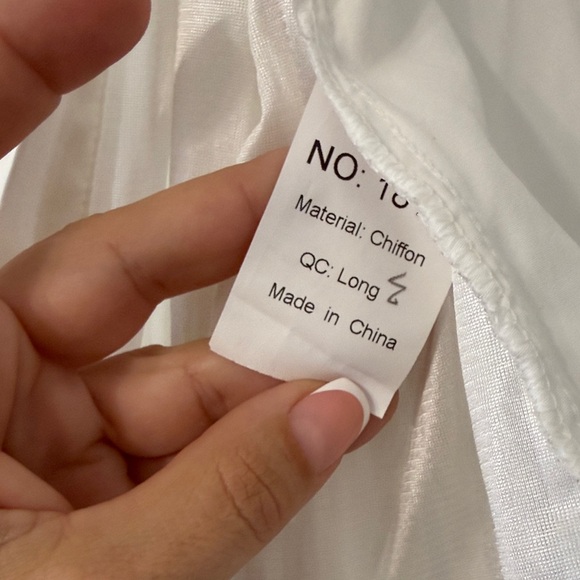 NO:
Material: Chiffon
QC: Long
Made in China